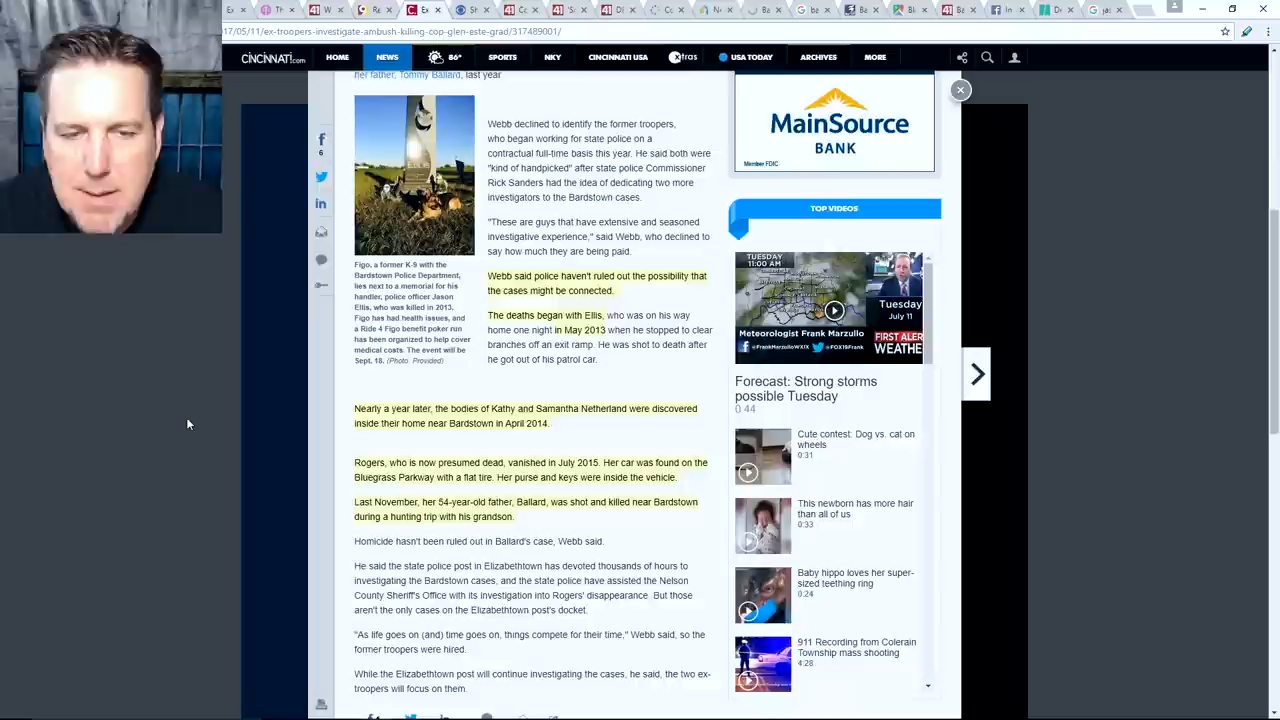 17/05/11/ex-troopers-investigate-ambush-killing-cop-glen-este-grad/317489001/
CINCINNATI.com
HOME
NEWS
86°
SPORTS
NKY
CINCINNATI USA
Xtras
USA TODAY
ARCHIVES
MORE
her father, Tommy Ballard, last year
Webb declined to identify the former troopers,
who began working for state police on a
contractual full-time basis this year. He said both were
"kind of handpicked" after state police Commissioner
Rick Sanders had the idea of dedicating two more
investigators to the Bardstown cases.
"These are guys that have extensive and seasoned
investigative experience," said Webb, who declined to
say how much they are being paid.
Webb said police haven't ruled out the possibility that
the cases might be connected.
The deaths began with Ellis, who was on his way
home one night in May 2013 when he stopped to clear
branches off an exit ramp. He was shot to death after
he got out of his patrol car.
6
ELLIS
Figo, a former K-9 with the
Bardstown Police Department,
lies next to a memorial for his
handler, police officer Jason
Ellis, who was killed in 2013.
Figo has had health issues, and
a Ride 4 Figo benefit poker run
has been organized to help cover
medical costs. The event will be
Sept. 18. (Photo: Provided)
Nearly a year later, the bodies of Kathy and Samantha Netherland were discovered
inside their home near Bardstown in April 2014.
Rogers, who is now presumed dead, vanished in July 2015. Her car was found on the
Bluegrass Parkway with a flat tire. Her purse and keys were inside the vehicle.
Last November, her 54-year-old father, Ballard, was shot and killed near Bardstown
during a hunting trip with his grandson.
Homicide hasn't been ruled out in Ballard's case, Webb said.
He said the state police post in Elizabethtown has devoted thousands of hours to
investigating the Bardstown cases, and the state police have assisted the Nelson
County Sheriff's Office with its investigation into Rogers' disappearance. But those
aren't the only cases on the Elizabethtown post's docket.
"As life goes on (and) time goes on, things compete for their time," Webb said, so the
former troopers were hired.
While the Elizabethtown post will continue investigating the cases, he said, the two ex-
troopers will focus on them.
MainSource
BANK
Member FDIC
TOP VIDEOS
TUESDAY
11:00 AM
Tuesday
July 11
Meteorologist Frank Marzullo
@FrankMarzulloWXIX
@FOX19Frank
FIRST ALER
WEATHE
Forecast: Strong storms
possible Tuesday
0:44
Cute contest: Dog vs. cat on
wheels
0:31
This newborn has more hair
than all of us
0:33
Baby hippo loves her super-
sized teething ring
0:24
911 Recording from Colerain
Township mass shooting
4:28